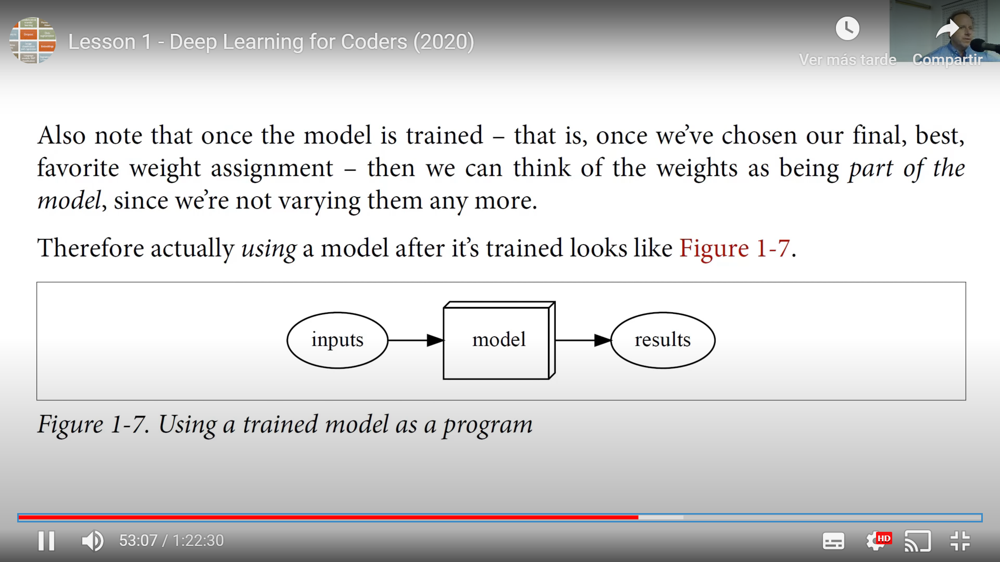 Lesson 1 - Deep Learning for Coders (2020)
Ver más tarde
Compartir
Also note that once the model is trained – that is, once we’ve chosen our final, best,
favorite weight assignment – then we can think of the weights as being part of the
model, since we’re not varying them any more.
Therefore actually using a model after it’s trained looks like Figure 1-7.
inputs
model
results
Figure 1-7. Using a trained model as a program
53:07 / 1:22:30
HD